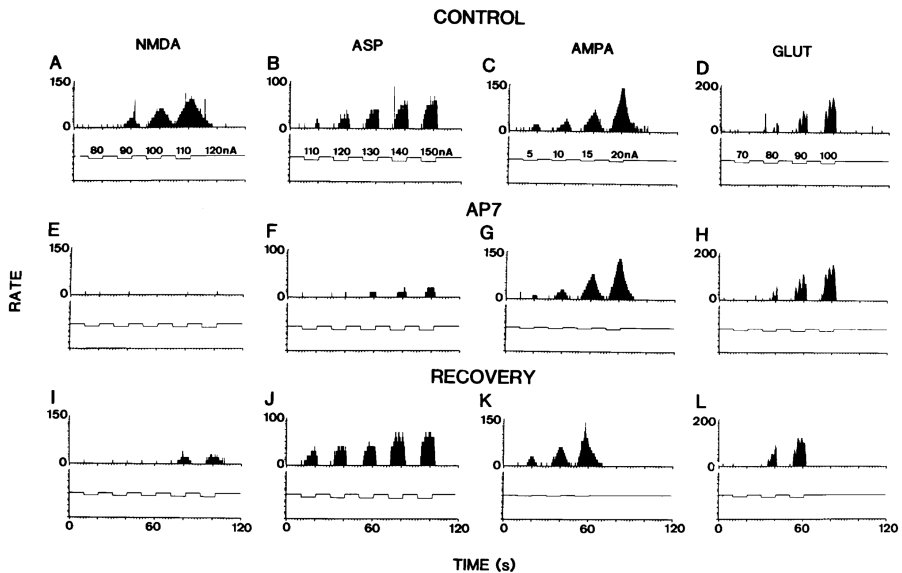 CONTROL
NMDA ASP AMPA GLUT
A B C D
150 100 150 200
0 0 0 0
80 90 100 110 120nA 110 120 130 140 150nA 5 10 15 20nA 70 80 90 100
AP7
E F G H
150 100 150 200
0 0 0 0
RATE
RECOVERY
I J K L
150 100 150 200
0 0 0 0
0 60 120 0 60 120 0 60 120 0 60 120
TIME (s)